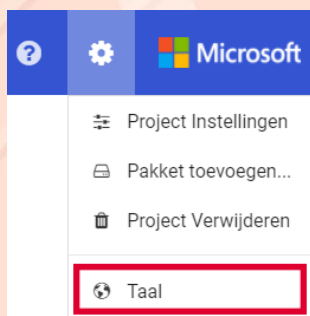 Microsoft
Project Instellingen
Pakket toevoegen...
Project Verwijderen
Taal